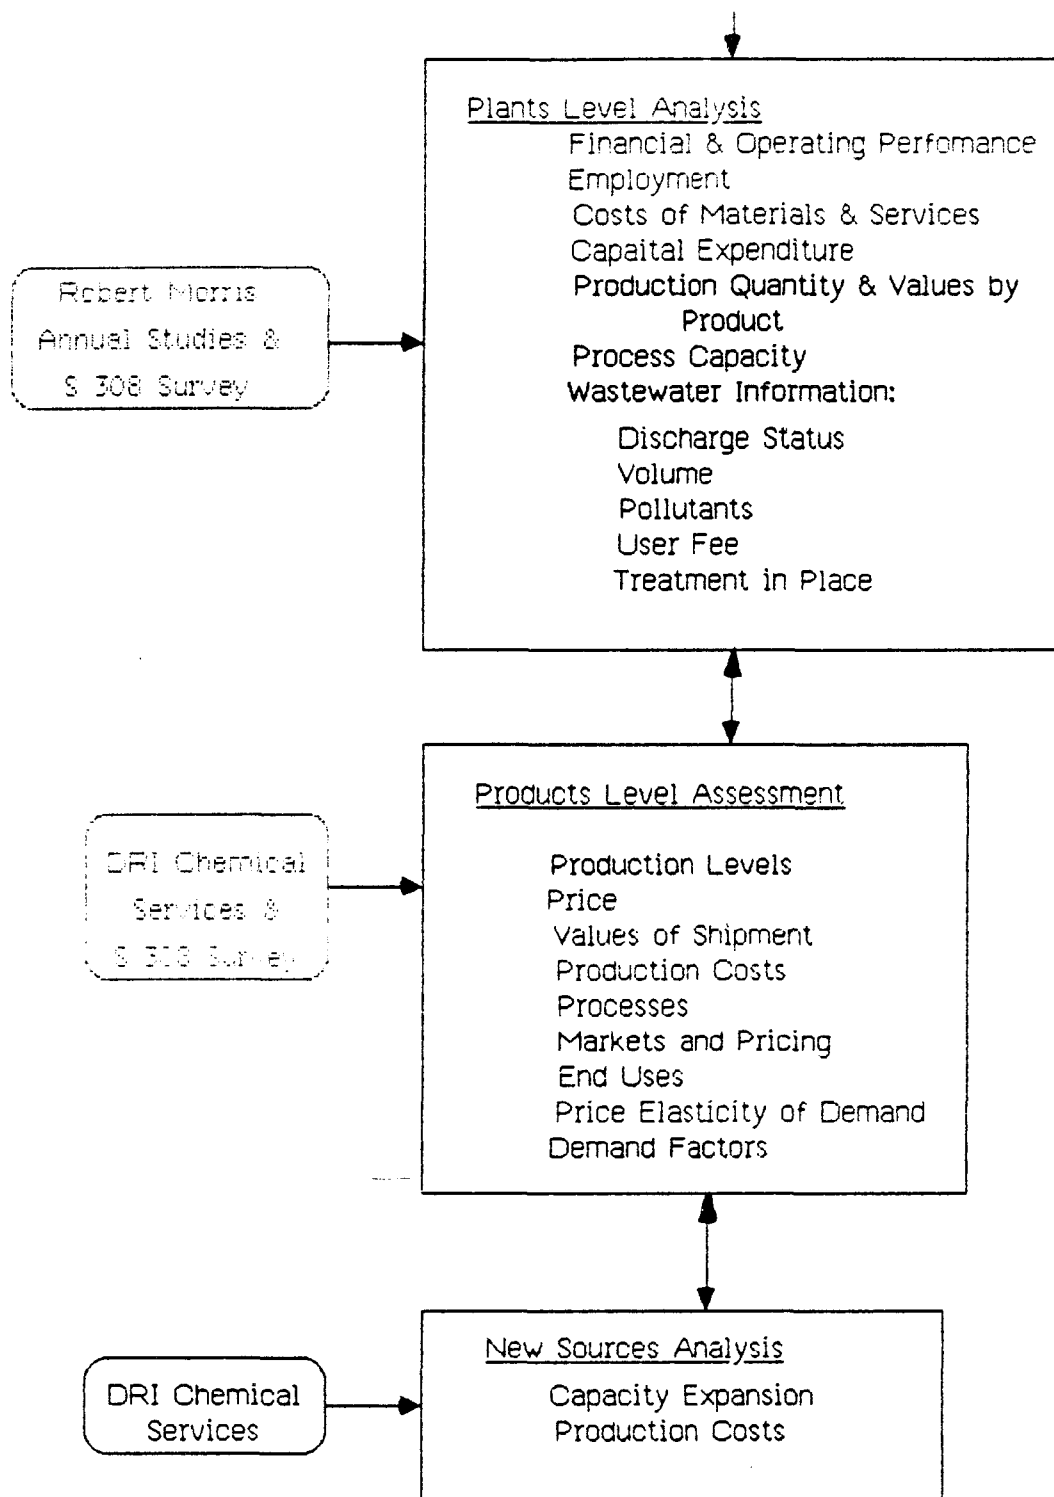 Plants Level Analysis
Financial & Operating Perfomance
Employment
Costs of Materials & Services
Capaital Expenditure
Production Quantity & Values by
Product
Process Capacity
Wastewater Information:
Discharge Status
Volume
Pollutants
User Fee
Treatment in Place
Robert Morris
Annual Studies &
S 308 Survey
Products Level Assessment
Production Levels
Price
Values of Shipment
Production Costs
Processes
Markets and Pricing
End Uses
Price Elasticity of Demand
Demand Factors
DRI Chemical
Services &
S 308 Survey
New Sources Analysis
Capacity Expansion
Production Costs
DRI Chemical
Services